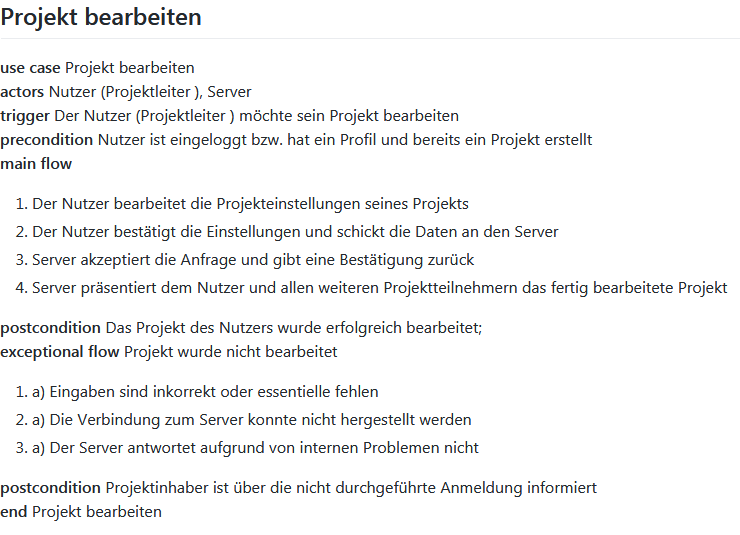 Projekt bearbeiten
use case Projekt bearbeiten
actors Nutzer (Projektleiter ), Server
trigger Der Nutzer (Projektleiter ) möchte sein Projekt bearbeiten
precondition Nutzer ist eingeloggt bzw. hat ein Profil und bereits ein Projekt erstellt
main flow
1. Der Nutzer bearbeitet die Projekteinstellungen seines Projekts
2. Der Nutzer bestätigt die Einstellungen und schickt die Daten an den Server
3. Server akzeptiert die Anfrage und gibt eine Bestätigung zurück
4. Server präsentiert dem Nutzer und allen weiteren Projektteilnehmern das fertig bearbeitete Projekt
postcondition Das Projekt des Nutzers wurde erfolgreich bearbeitet;
exceptional flow Projekt wurde nicht bearbeitet
1. a) Eingaben sind inkorrekt oder essentielle fehlen
2. a) Die Verbindung zum Server konnte nicht hergestellt werden
3. a) Der Server antwortet aufgrund von internen Problemen nicht
postcondition Projektinhaber ist über die nicht durchgeführte Anmeldung informiert
end Projekt bearbeiten